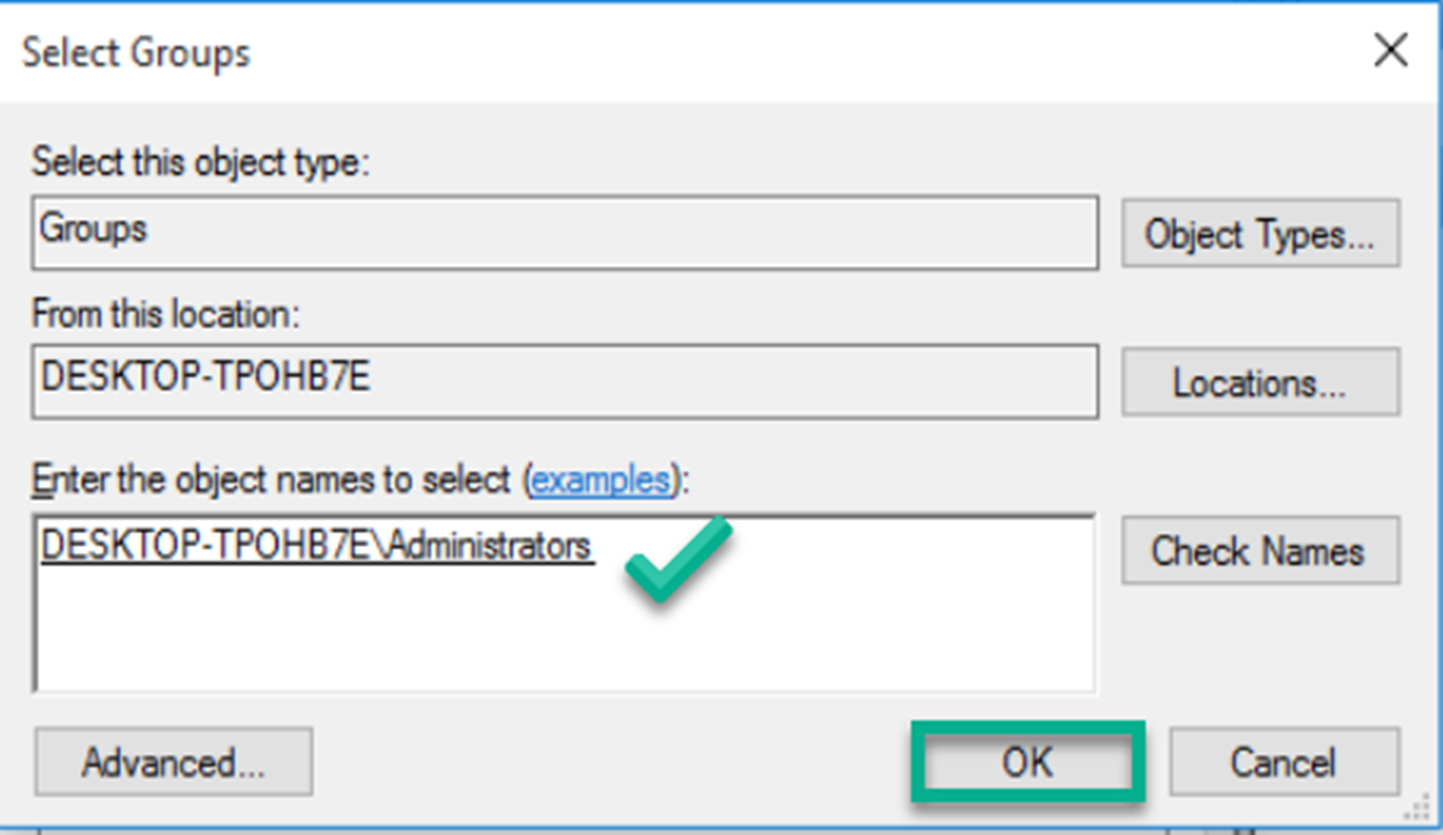 Select Groups
Select this object type:
Groups
Object Types...
From this location:
DESKTOP-TPOHB7E
Locations...
Enter the object names to select (examples):
DESKTOP-TPOHB7E\Administrators
Check Names
Advanced...
OK
Cancel